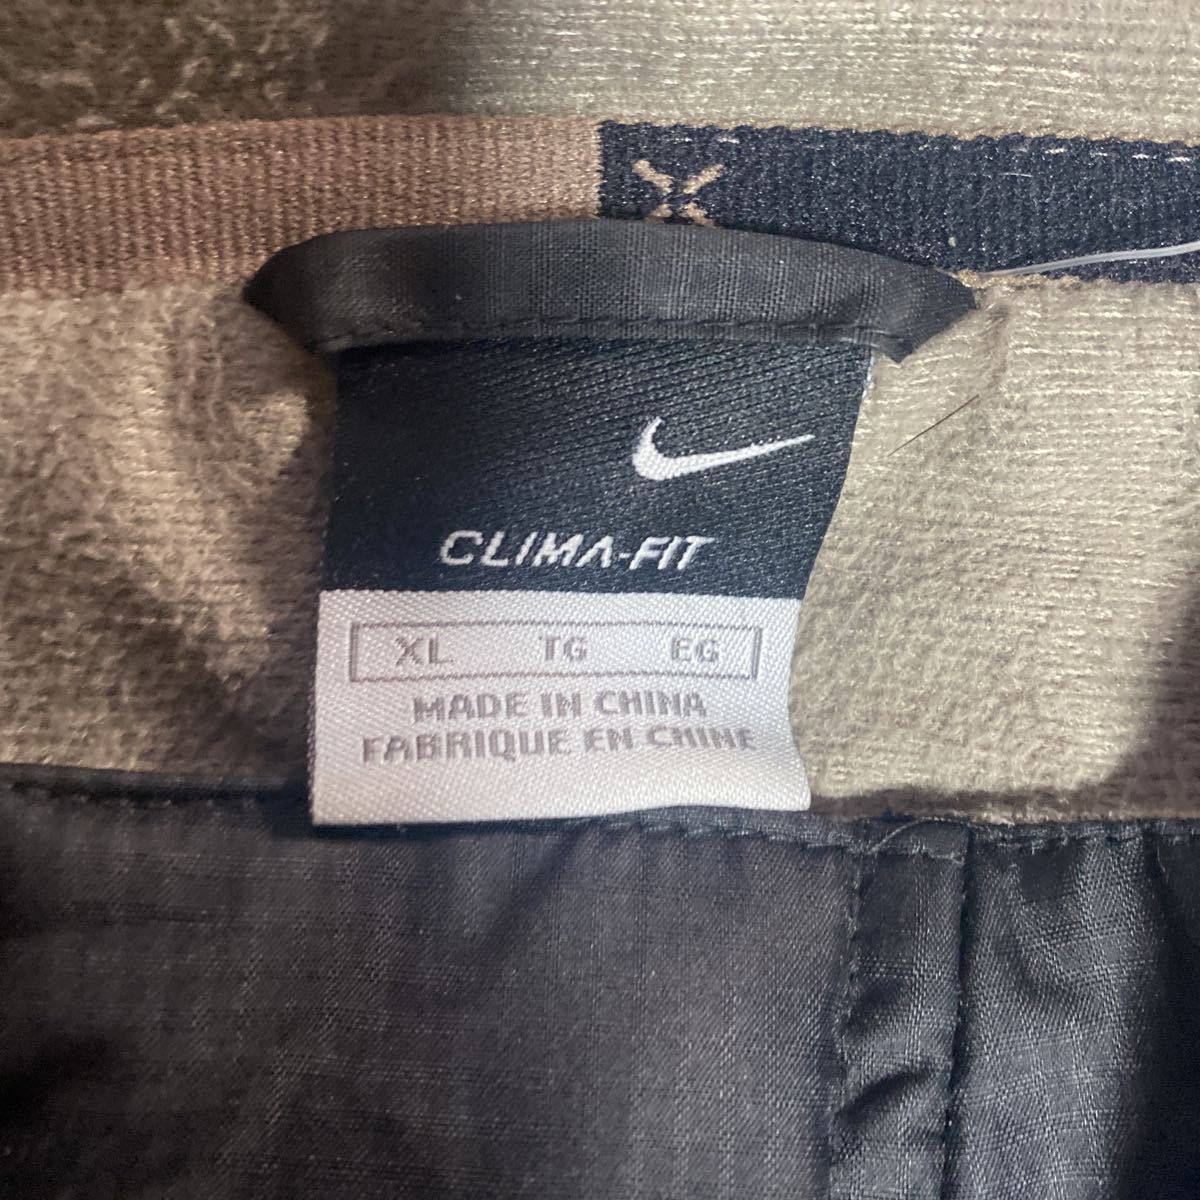 CLIMA-FIT
XL TG EG
MADE IN CHINA
FABRIQUE EN CHINE